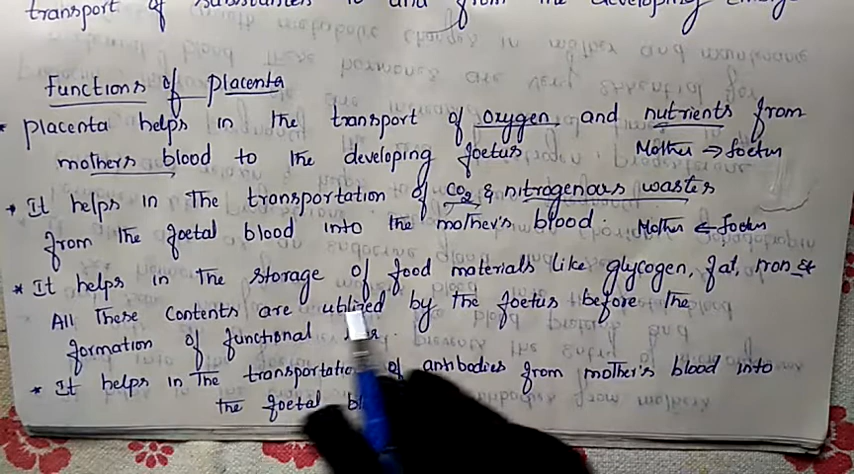 transport of substances to and from the developing
Functions of placenta
* placenta helps in the transport of oxygen and nutrients from
mothers blood to the developing foetus Mother → foetus
* It helps in the transportation of CO2 & nitrogenous wastes
from the foetal blood into the mother's blood. Mother ← foetus
* It helps in the storage of food materials like glycogen, fat, iron
All these contents are utilized by the foetus before the
formation of functional
* It helps in the transportation of antibodies from mother's blood into
the foetal